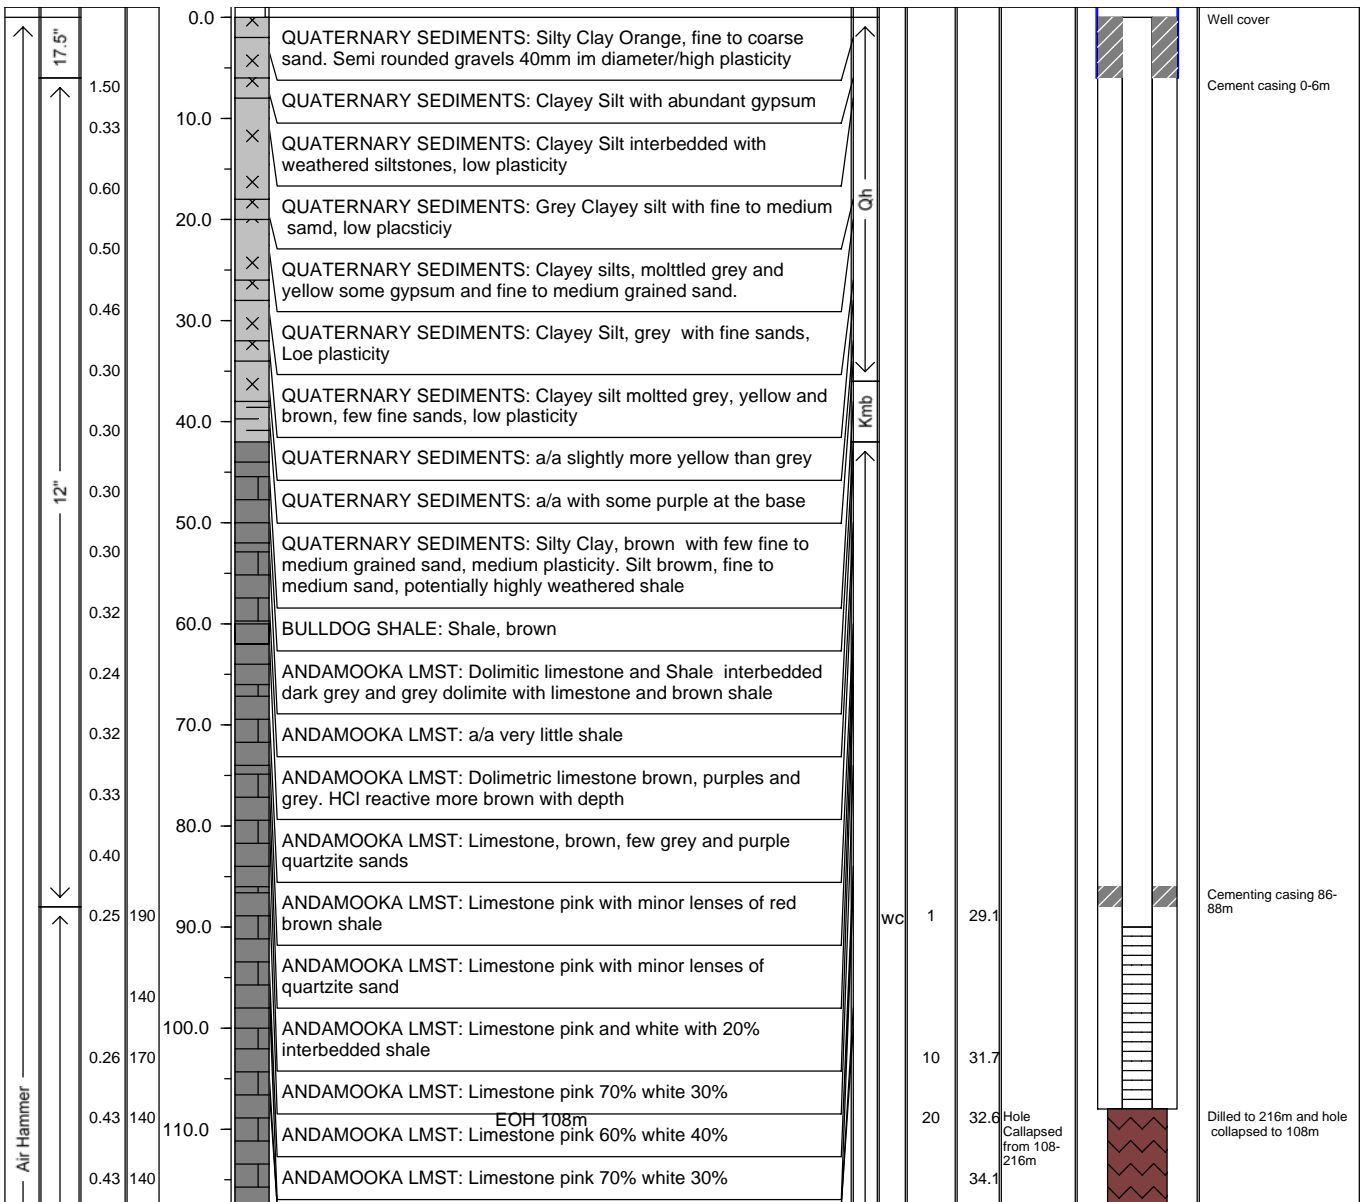 17.5"
12"
Air Hammer
1.50
0.33
0.60
0.50
0.46
0.30
0.30
0.30
0.30
0.32
0.24
0.32
0.33
0.40
0.25
0.26
0.43
0.43
190
140
170
140
140
0.0
10.0
20.0
30.0
40.0
50.0
60.0
70.0
80.0
90.0
100.0
110.0
QUATERNARY SEDIMENTS: Silty Clay Orange, fine to coarse
sand. Semi rounded gravels 40mm im diameter/high plasticity
QUATERNARY SEDIMENTS: Clayey Silt with abundant gypsum
QUATERNARY SEDIMENTS: Clayey Silt interbedded with
weathered siltstones, low plasticity
QUATERNARY SEDIMENTS: Grey Clayey silt with fine to medium
samd, low placsticiy
QUATERNARY SEDIMENTS: Clayey silts, molttled grey and
yellow some gypsum and fine to medium grained sand.
QUATERNARY SEDIMENTS: Clayey Silt, grey with fine sands,
Loe plasticity
QUATERNARY SEDIMENTS: Clayey silt moltted grey, yellow and
brown, few fine sands, low plasticity
QUATERNARY SEDIMENTS: a/a slightly more yellow than grey
QUATERNARY SEDIMENTS: a/a with some purple at the base
QUATERNARY SEDIMENTS: Silty Clay, brown with few fine to
medium grained sand, medium plasticity. Silt browm, fine to
medium sand, potentially highly weathered shale
BULLDOG SHALE: Shale, brown
ANDAMOOKA LMST: Dolimitic limestone and Shale interbedded
dark grey and grey dolimite with limestone and brown shale
ANDAMOOKA LMST: a/a very little shale
ANDAMOOKA LMST: Dolimetric limestone brown, purples and
grey. HCl reactive more brown with depth
ANDAMOOKA LMST: Limestone, brown, few grey and purple
quartzite sands
ANDAMOOKA LMST: Limestone pink with minor lenses of red
brown shale
ANDAMOOKA LMST: Limestone pink with minor lenses of
quartzite sand
ANDAMOOKA LMST: Limestone pink and white with 20%
interbedded shale
ANDAMOOKA LMST: Limestone pink 70% white 30%
EOH 108m
ANDAMOOKA LMST: Limestone pink 60% white 40%
ANDAMOOKA LMST: Limestone pink 70% white 30%
Qh
Kmb
wc
1
10
20
29.1
31.7
32.6
34.1
Hole
Callapsed
from 108-
216m
Well cover
Cement casing 0-6m
Cementing casing 86-
88m
Dilled to 216m and hole
collapsed to 108m